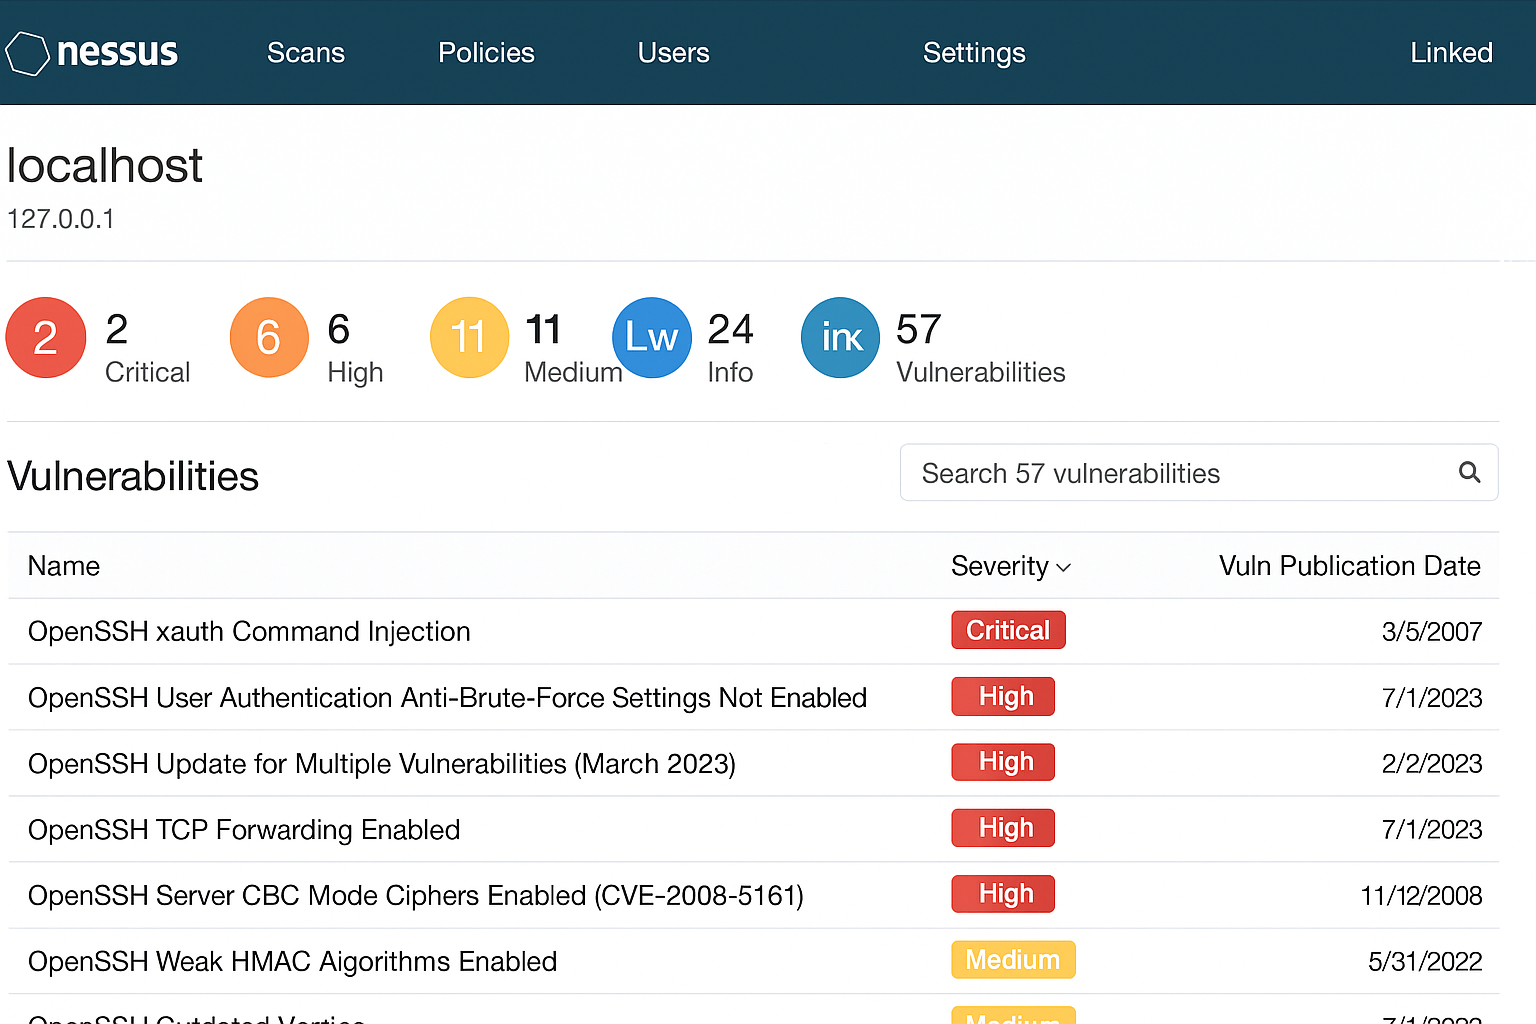 nessus Scans Policies Users Settings Linked
localhost
127.0.0.1
2 2 Critical
6 6 High
11 11 Medium
Lw 24 Info
57 Vulnerabilities
Vulnerabilities
Search 57 vulnerabilities
Name Severity Vuln Publication Date
OpenSSH xauth Command Injection Critical 3/5/2007
OpenSSH User Authentication Anti-Brute-Force Settings Not Enabled High 7/1/2023
OpenSSH Update for Multiple Vulnerabilities (March 2023) High 2/2/2023
OpenSSH TCP Forwarding Enabled High 7/1/2023
OpenSSH Server CBC Mode Ciphers Enabled (CVE-2008-5161) High 11/12/2008
OpenSSH Weak HMAC Aigorithms Enabled Medium 5/31/2022
OpenSSH Outdated Medium